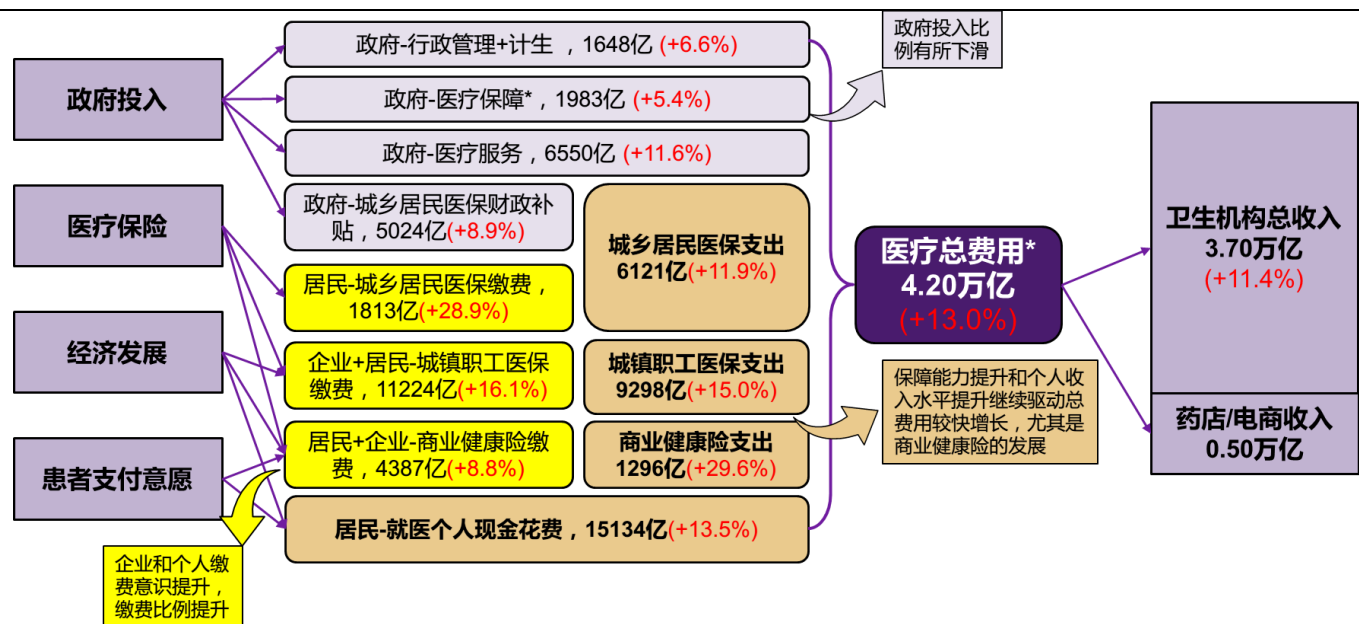 政府投入
医疗保险
经济发展
患者支付意愿
政府-行政管理+计生，1648亿 (+6.6%)
政府-医疗保障*，1983亿 (+5.4%)
政府-医疗服务，6550亿 (+11.6%)
政府-城乡居民医保财政补
贴，5024亿(+8.9%)
居民-城乡居民医保缴费，
1813亿(+28.9%)
企业+居民-城镇职工医保
缴费，11224亿(+16.1%)
居民+企业-商业健康险缴
费，4387亿(+8.8%)
城乡居民医保支出
6121亿(+11.9%)
城镇职工医保支出
9298亿(+15.0%)
商业健康险支出
1296亿(+29.6%)
居民-就医个人现金花费，15134亿(+13.5%)
企业和个人缴
费意识提升，
缴费比例提升
政府投入比
例有所下滑
医疗总费用*
4.20万亿
(+13.0%)
保障能力提升和个人收
入水平提升继续驱动总
费用较快增长，尤其是
商业健康险的发展
卫生机构总收入
3.70万亿
(+11.4%)
药店/电商收入
0.50万亿